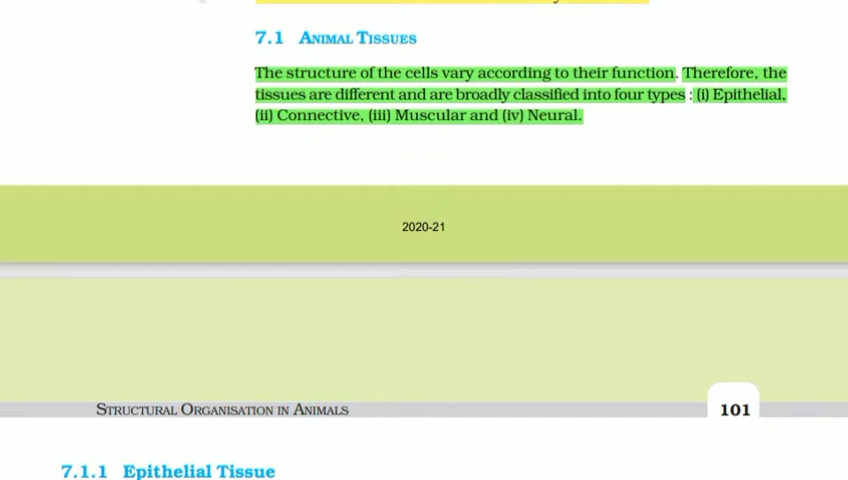 7.1 ANIMAL TISSUES
The structure of the cells vary according to their function. Therefore, the
tissues are different and are broadly classified into four types : (i) Epithelial,
(ii) Connective, (iii) Muscular and (iv) Neural.
2020-21
STRUCTURAL ORGANISATION IN ANIMALS
101
7.1.1 Epithelial Tissue